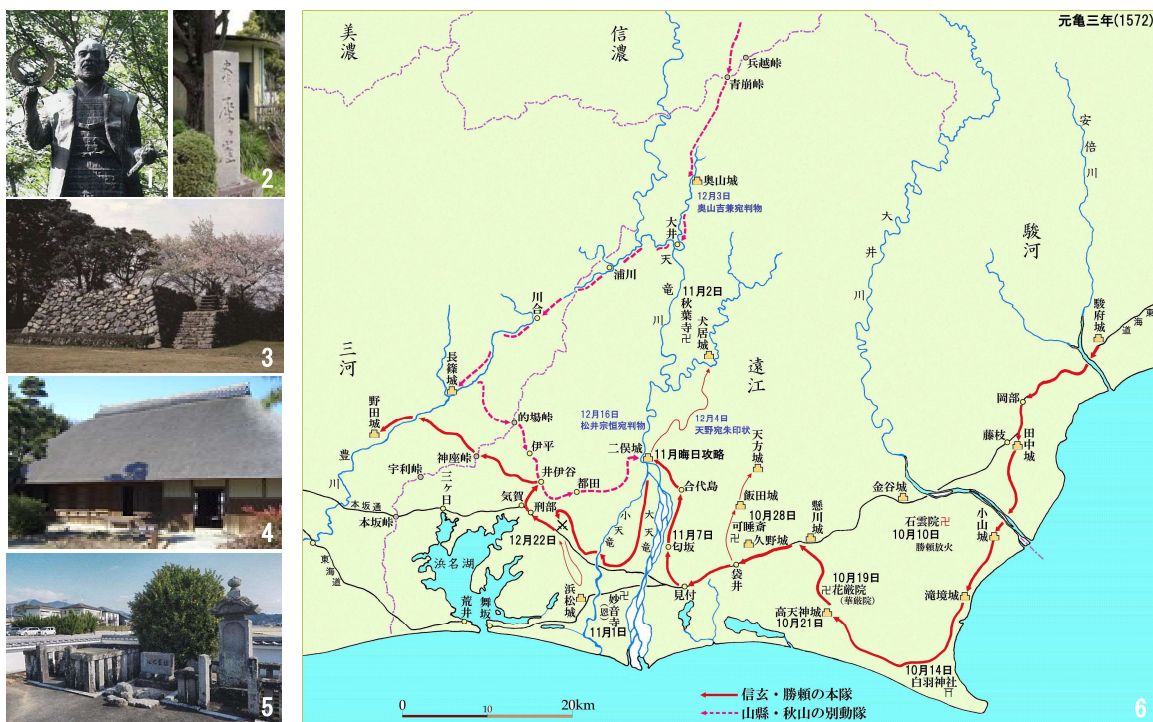 1
2
3
4
5
元亀三年(1572)
美濃
信濃
兵越峠
青崩峠
安倍川
奥山城
12月3日
奥山吉兼宛判物
大井
天竜川
大井川
駿河
浦川
11月2日
秋葉寺卍
犬居城
川合
駿府城
東海道
三河
長篠城
遠江
岡部
野田城
的場峠
12月16日
松井宗恒宛判物
12月4日
天野宛朱印状
藤枝
田中城
伊平
二俣城
11月晦日攻略
天方城
神座峠
宇利峠
井伊谷
都田
豊川
三ヶ日
気賀
刑部
合代島
飯田城
金谷城
小山城
本坂通
本坂峠
小天竜
大天竜
10月28日
可睡斎
卍
久野城
懸川城
石雲院卍
10月10日
勝頼放火
12月22日
11月7日
匂坂
東海道
浜名湖
袋井
10月19日
卍花厳院
(華厳院)
滝境城
荒井
舞坂
浜松城
卍
妙音寺
(恩)
11月1日
見付
高天神城
10月21日
10月14日
白羽神社
0
10
20km
信玄・勝頼の本隊
山縣・秋山の別動隊
6